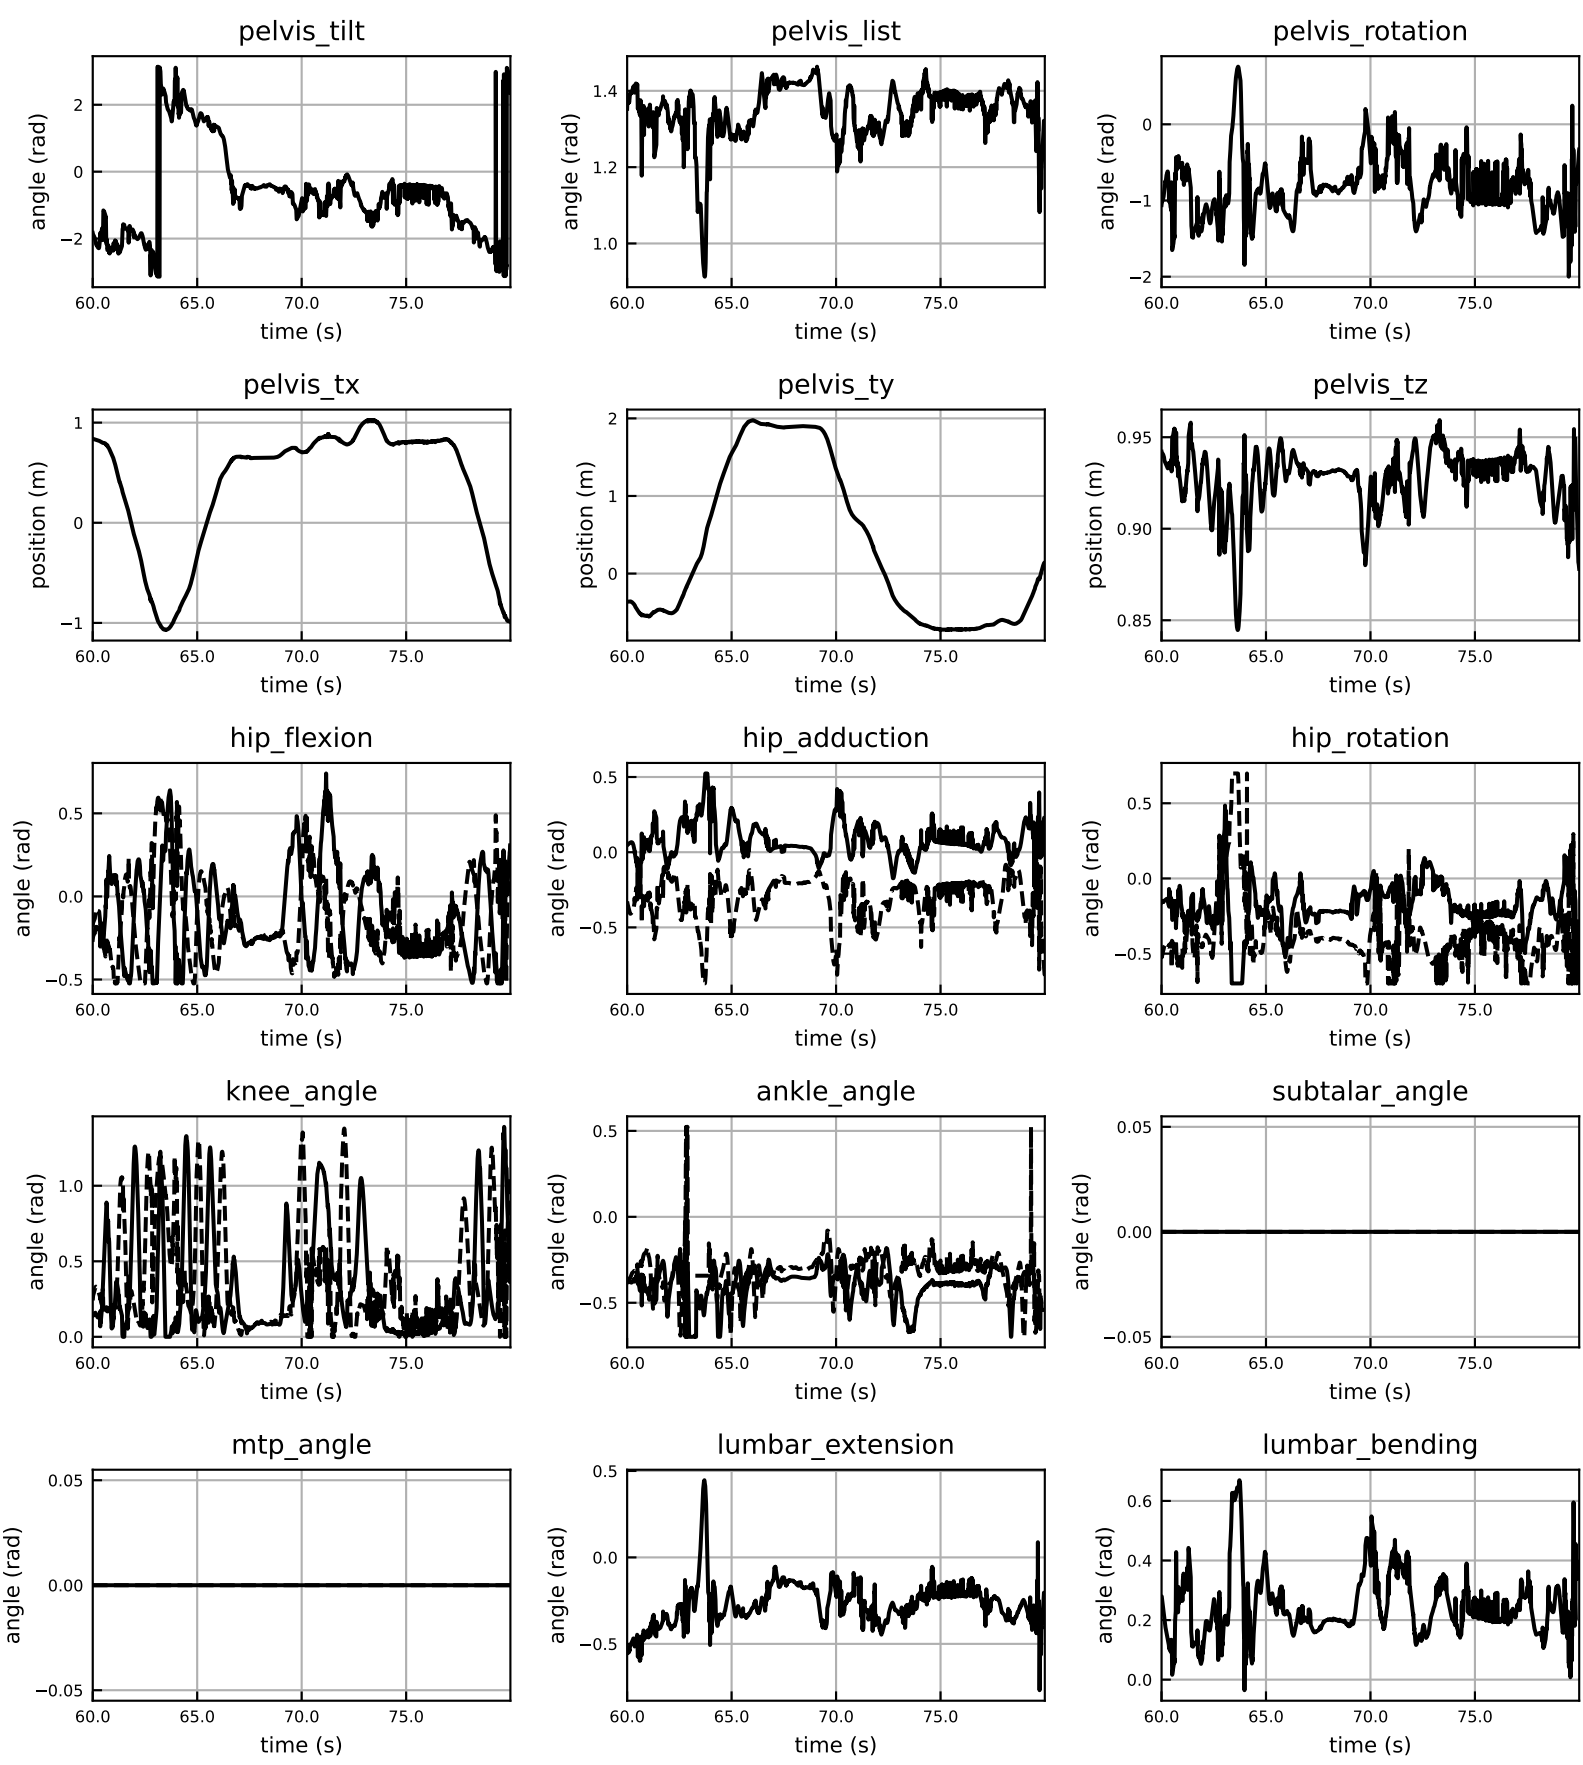 pelvis_tilt
angle (rad)
2
0
−2
60.0 65.0 70.0 75.0
time (s)
pelvis_list
angle (rad)
1.4
1.2
1.0
60.0 65.0 70.0 75.0
time (s)
pelvis_rotation
angle (rad)
0
−1
−2
60.0 65.0 70.0 75.0
time (s)
pelvis_tx
position (m)
1
0
−1
60.0 65.0 70.0 75.0
time (s)
pelvis_ty
position (m)
2
1
0
60.0 65.0 70.0 75.0
time (s)
pelvis_tz
position (m)
0.95
0.90
0.85
60.0 65.0 70.0 75.0
time (s)
hip_flexion
angle (rad)
0.5
0.0
−0.5
60.0 65.0 70.0 75.0
time (s)
hip_adduction
angle (rad)
0.5
0.0
−0.5
60.0 65.0 70.0 75.0
time (s)
hip_rotation
angle (rad)
0.5
0.0
−0.5
60.0 65.0 70.0 75.0
time (s)
knee_angle
angle (rad)
1.0
0.5
0.0
60.0 65.0 70.0 75.0
time (s)
ankle_angle
angle (rad)
0.5
0.0
−0.5
60.0 65.0 70.0 75.0
time (s)
subtalar_angle
angle (rad)
0.05
0.00
−0.05
60.0 65.0 70.0 75.0
time (s)
mtp_angle
angle (rad)
0.05
0.00
−0.05
60.0 65.0 70.0 75.0
time (s)
lumbar_extension
angle (rad)
0.5
0.0
−0.5
60.0 65.0 70.0 75.0
time (s)
lumbar_bending
angle (rad)
0.6
0.4
0.2
0.0
60.0 65.0 70.0 75.0
time (s)